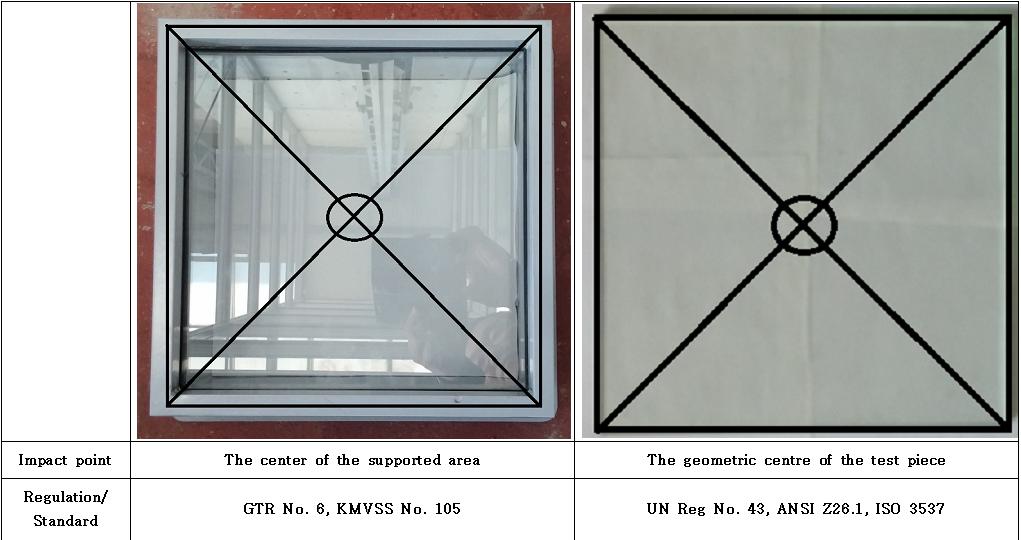 Impact point
The center of the supported area
The geometric centre of the test piece
Regulation/
Standard
GTR No. 6, KMVSS No. 105
UN Reg No. 43, ANSI Z26.1, ISO 3537